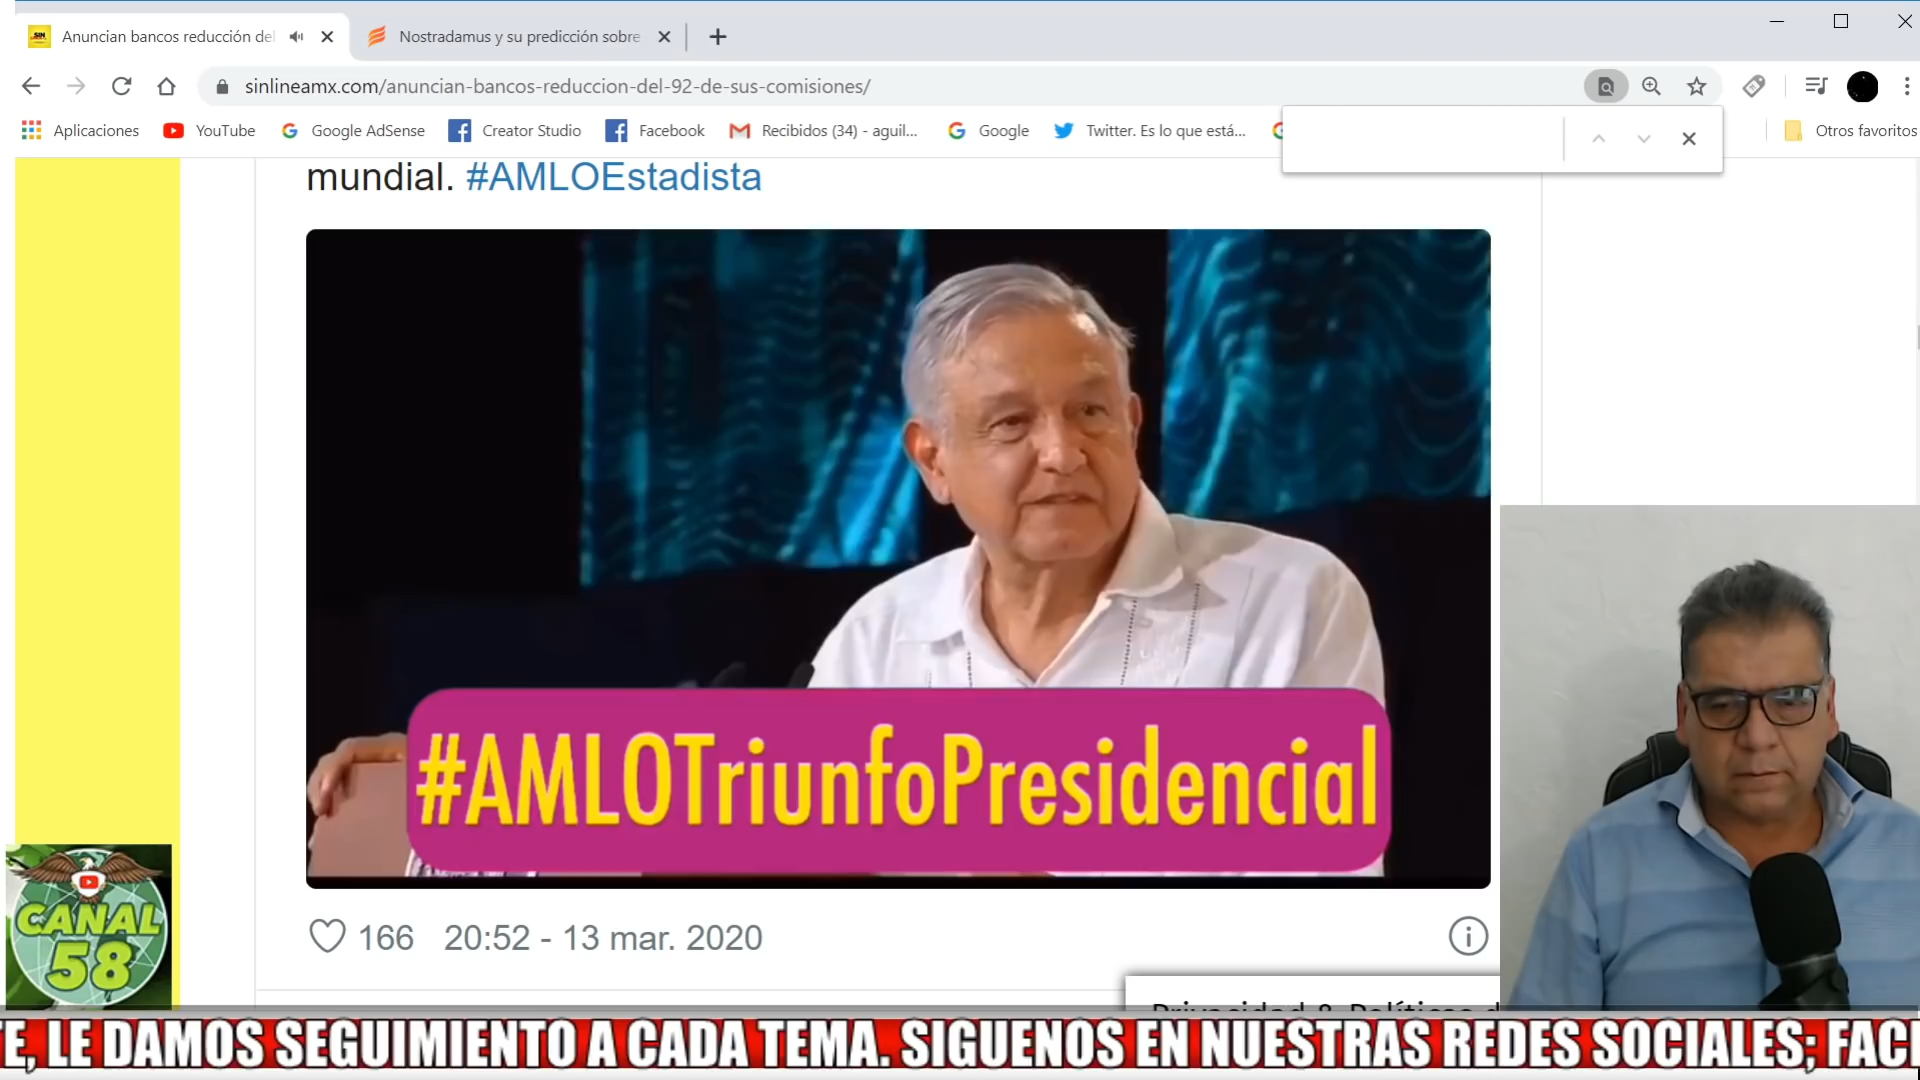 Anuncian bancos reducción del
Nostradamus y su predicción sobre
sinlineamx.com/anuncian-bancos-reduccion-del-92-de-sus-comisiones/
Aplicaciones
YouTube
Google AdSense
Creator Studio
Facebook
Recibidos (34) - aguil...
Google
Twitter. Es lo que está...
Otros favoritos
mundial. #AMLOEstadista
#AMLOTriunfoPresidencial
166 20:52 - 13 mar. 2020
CANAL
58
E, LE DAMOS SEGUIMIENTO A CADA TEMA. SIGUENOS EN NUESTRAS REDES SOCIALES; FAC